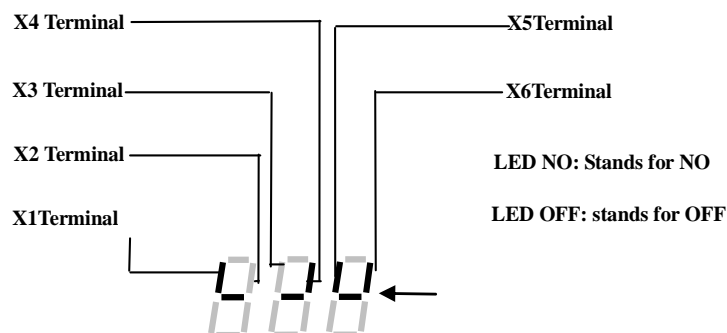 X4 Terminal
X5Terminal
X3 Terminal
X6Terminal
X2 Terminal
LED NO: Stands for NO
X1Terminal
LED OFF: stands for OFF